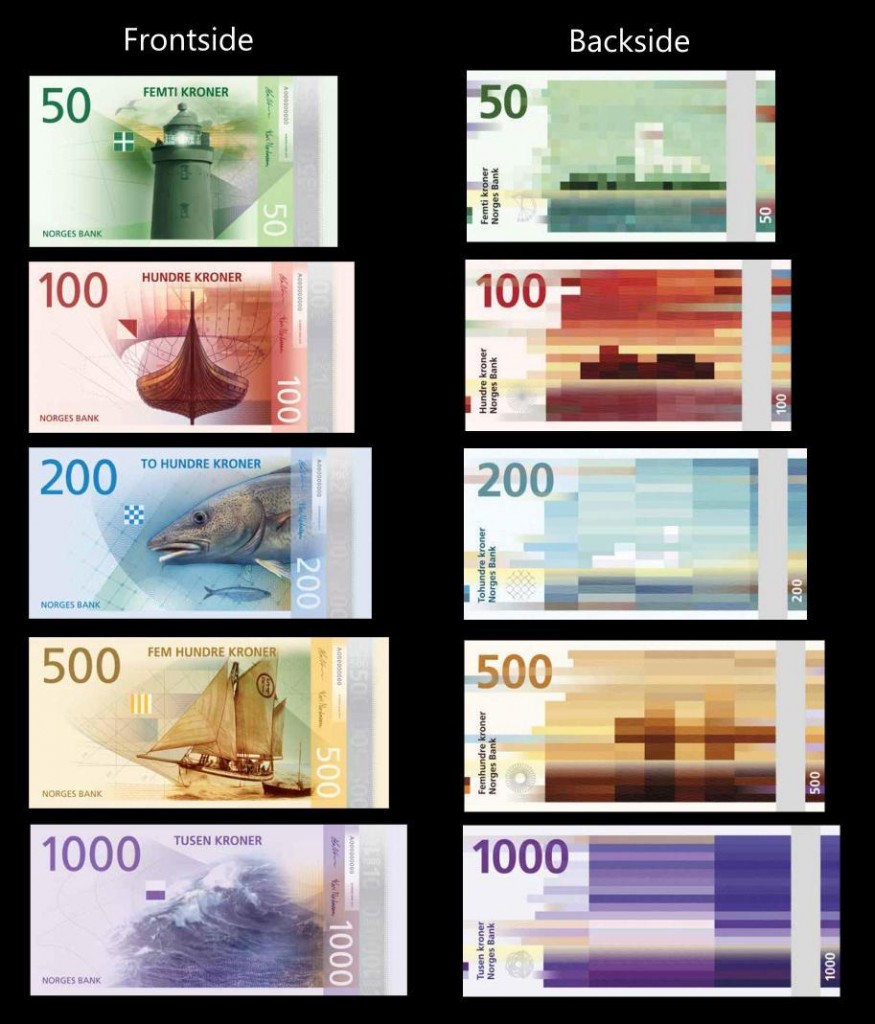 Frontside
Backside
50
FEMTI KRONER
NORGES BANK
50
50
Femti kroner
Norges Bank
50
100
HUNDRE KRONER
NORGES BANK
100
100
Hundre kroner
Norges Bank
100
200
TO HUNDRE KRONER
NORGES BANK
200
200
Tohundre kroner
Norges Bank
200
500
FEM HUNDRE KRONER
NORGES BANK
500
500
Femhundre kroner
Norges Bank
500
1000
TUSEN KRONER
NORGES BANK
1000
1000
Tusen kroner
Norges Bank
1000